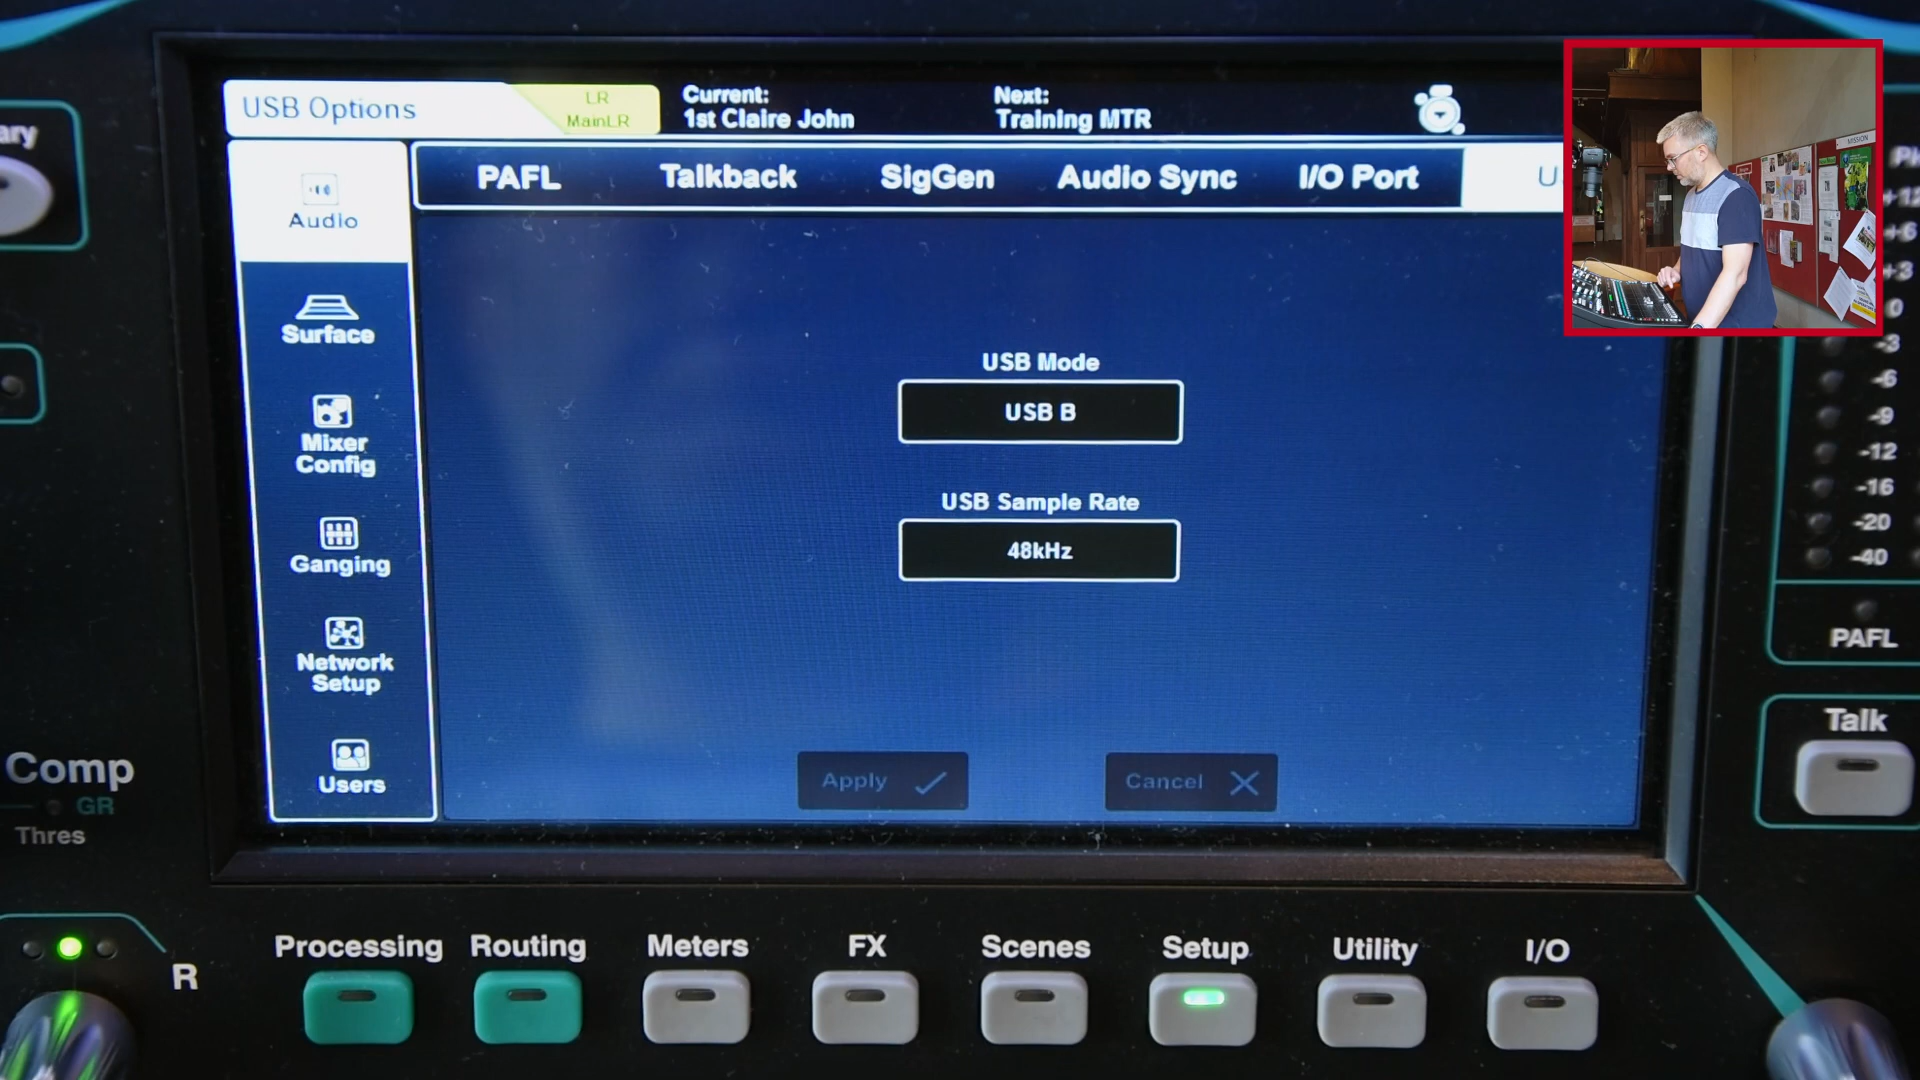 USB Options
LR
MainLR
Current:
1st Claire John
Next:
Training MTR
PAFL
Talkback
SigGen
Audio Sync
I/O Port
Audio
Surface
Mixer
Config
Ganging
Network
Setup
Users
USB Mode
USB B
USB Sample Rate
48kHz
Apply
Cancel
Comp
GR
Thres
R
Processing
Routing
Meters
FX
Scenes
Setup
Utility
I/O
MISSION
+12
+6
+3
0
-3
-6
-9
-12
-16
-20
-40
PAFL
Talk